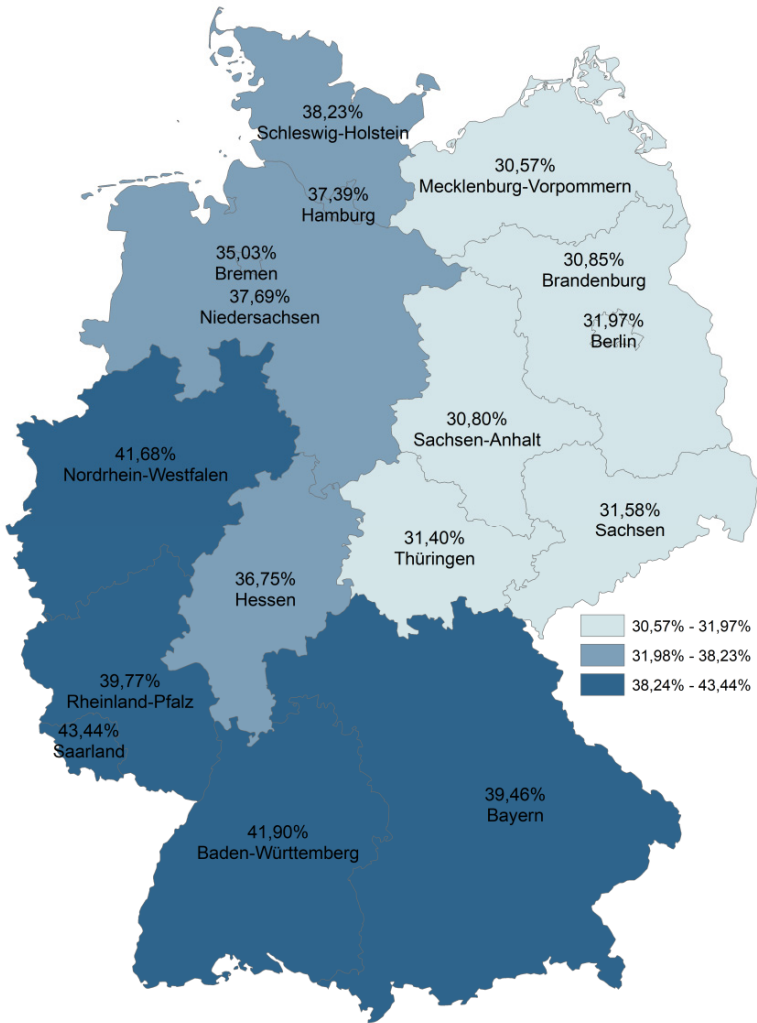 38,23%
Schleswig-Holstein
30,57%
Mecklenburg-Vorpommern
37,39%
Hamburg
35,03%
Bremen
37,69%
Niedersachsen
30,85%
Brandenburg
31,97%
Berlin
30,80%
Sachsen-Anhalt
41,68%
Nordrhein-Westfalen
31,58%
Sachsen
31,40%
Thüringen
36,75%
Hessen
30,57% - 31,97%
31,98% - 38,23%
38,24% - 43,44%
39,77%
Rheinland-Pfalz
43,44%
Saarland
39,46%
Bayern
41,90%
Baden-Württemberg